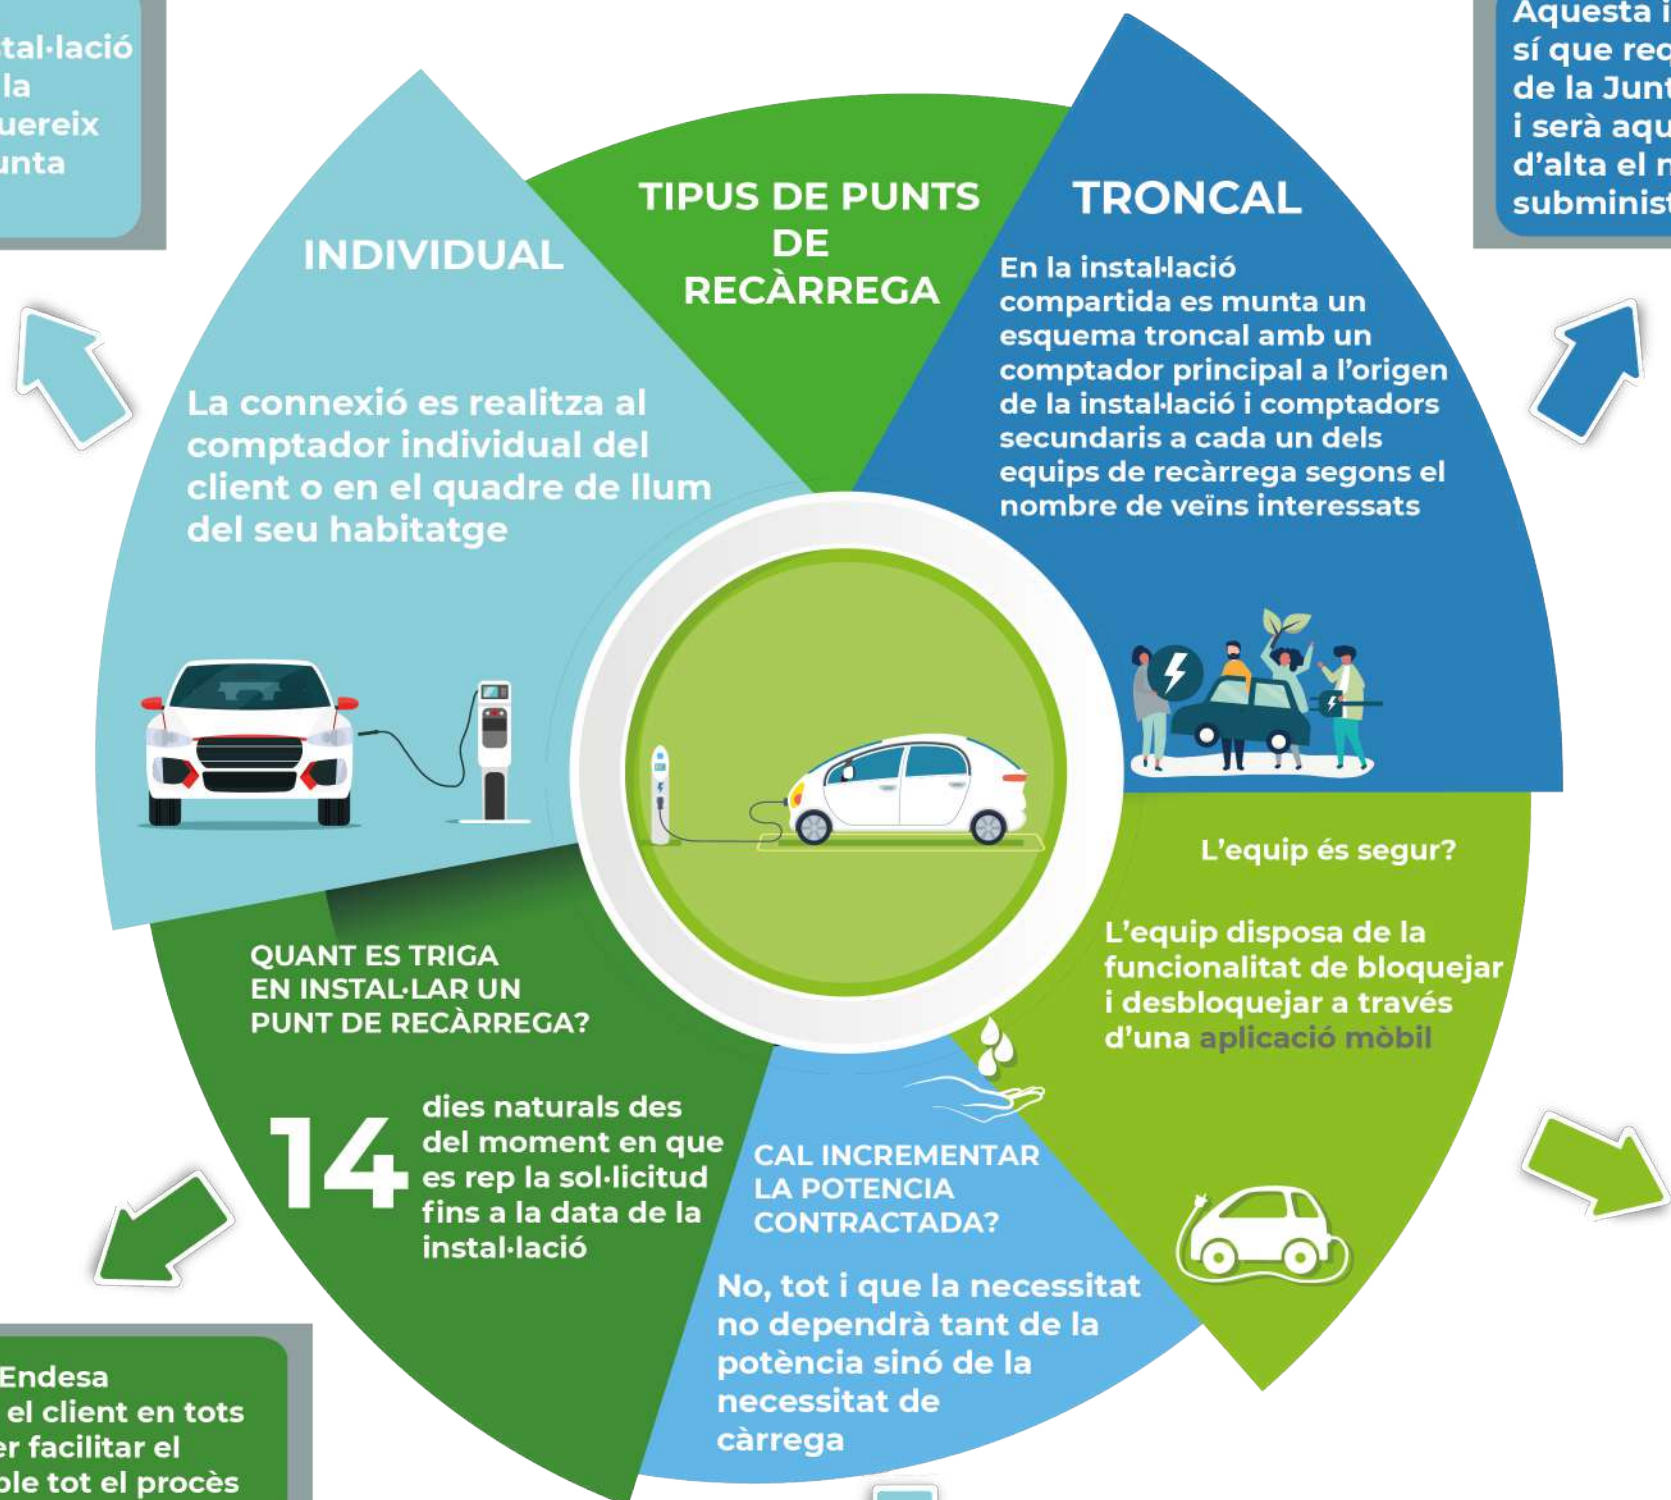 tal·lació
la
uereix
unta
Aquesta i
sí que req
de la Junt
i serà aqu
d'alta el n
subminist
TIPUS DE PUNTS
DE
RECÀRREGA
INDIVIDUAL
La connexió es realitza al
comptador individual del
client o en el quadre de llum
del seu habitatge
TRONCAL
En la instal·lació
compartida es munta un
esquema troncal amb un
comptador principal a l'origen
de la instal·lació i comptadors
secundaris a cada un dels
equips de recàrrega segons el
nombre de veïns interessats
L'equip és segur?
L'equip disposa de la
funcionalitat de bloquejar
i desbloquejar a través
d'una aplicació mòbil
QUANT ES TRIGA
EN INSTAL·LAR UN
PUNT DE RECÀRREGA?
14
dies naturals des
del moment en que
es rep la sol·licitud
fins a la data de la
instal·lació
CAL INCREMENTAR
LA POTENCIA
CONTRACTADA?
No, tot i que la necessitat
no dependrà tant de la
potència sinó de la
necessitat de
càrrega
Endesa
el client en tots
er facilitar el
ble tot el procès